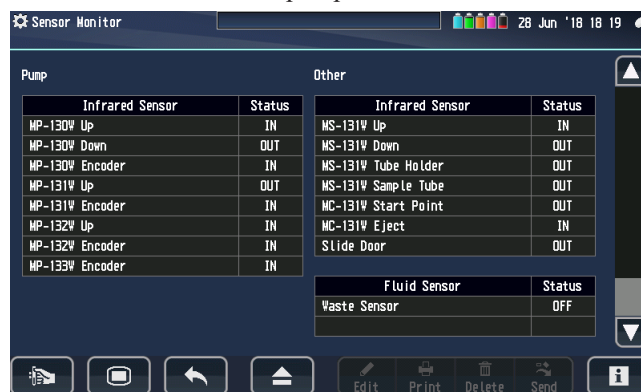 Sensor Monitor
28 Jun '18 18 19
Pump
Infrared Sensor Status
MP-130V Up IN
MP-130V Down OUT
MP-130V Encoder IN
MP-131V Up OUT
MP-131V Encoder IN
MP-132V Up IN
MP-132V Encoder IN
MP-133V Encoder IN
Other
Infrared Sensor Status
MS-131V Up IN
MS-131V Down OUT
MS-131V Tube Holder OUT
MS-131V Sample Tube OUT
MC-131V Start Point OUT
MC-131V Eject IN
Slide Door OUT
Fluid Sensor Status
Waste Sensor OFF
Edit Print Delete Send